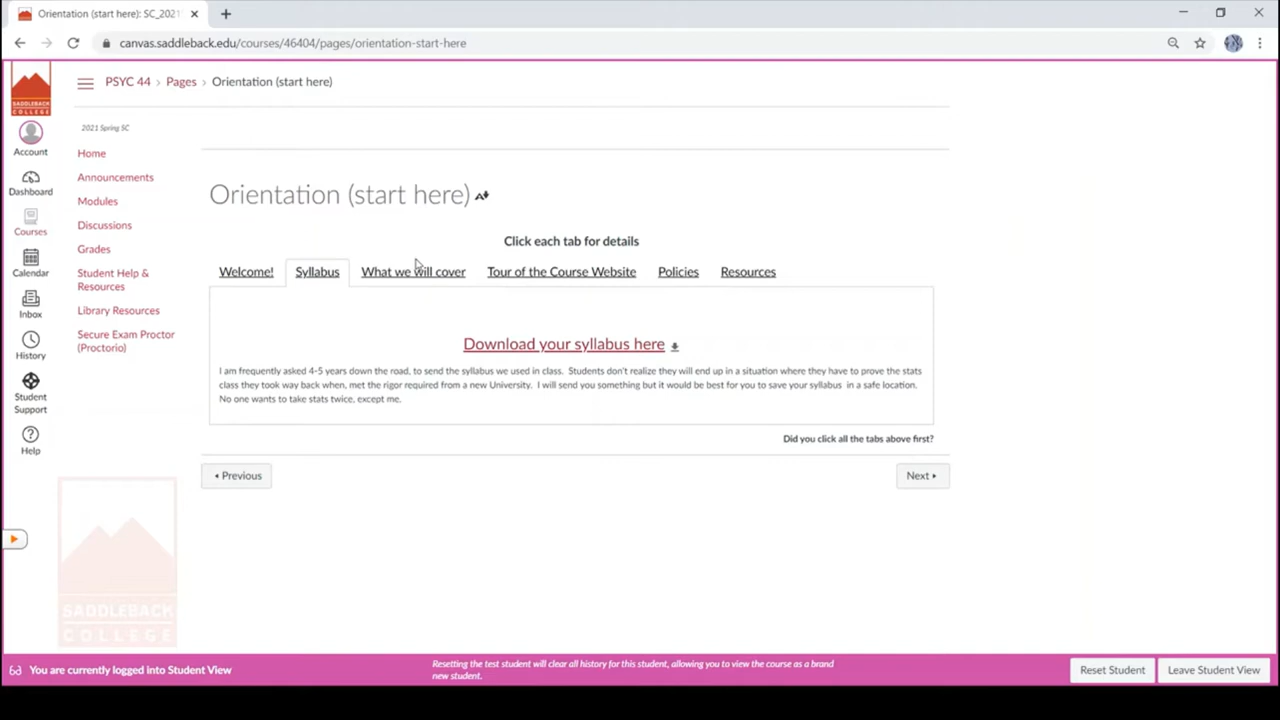 Orientation (start here): SC_2021
canvas.saddleback.edu/courses/46404/pages/orientation-start-here
SADDLEBACK
COLLEGE
Account
Dashboard
Courses
Calendar
Inbox
History
Student
Support
Help
PSYC 44 > Pages > Orientation (start here)
2021 Spring SC
Home
Announcements
Modules
Discussions
Grades
Student Help &
Resources
Library Resources
Secure Exam Proctor
(Proctorio)
SADDLEBACK
COLLEGE
Orientation (start here)
Click each tab for details
Welcome! Syllabus What we will cover Tour of the Course Website Policies Resources
Download your syllabus here
I am frequently asked 4-5 years down the road, to send the syllabus we used in class. Students don't realize they will end up in a situation where they have to prove the stats
class they took way back when, met the rigor required from a new University. I will send you something but it would be best for you to save your syllabus in a safe location.
No one wants to take stats twice, except me.
Did you click all the tabs above first?
Previous Next
You are currently logged into Student View
Resetting the test student will clear all history for this student, allowing you to view the course as a brand
new student.
Reset Student Leave Student View